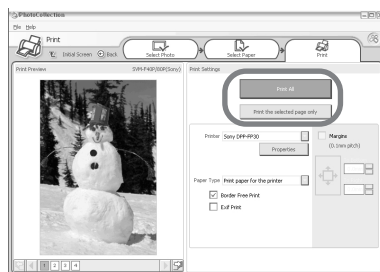 PhotoCollection
File Help
Print
Initial Screen Back
Select Photo
Select Paper
Print
Print Preview
SVM-F40P/80P(Sony)
Print Settings
Print All
Print the selected page only
Printer Sony DPP-FP30
Margins
(0.1mm pitch)
Properties
Paper Type Print paper for the printer
Border Free Print
Exif Print
1 2 3 4